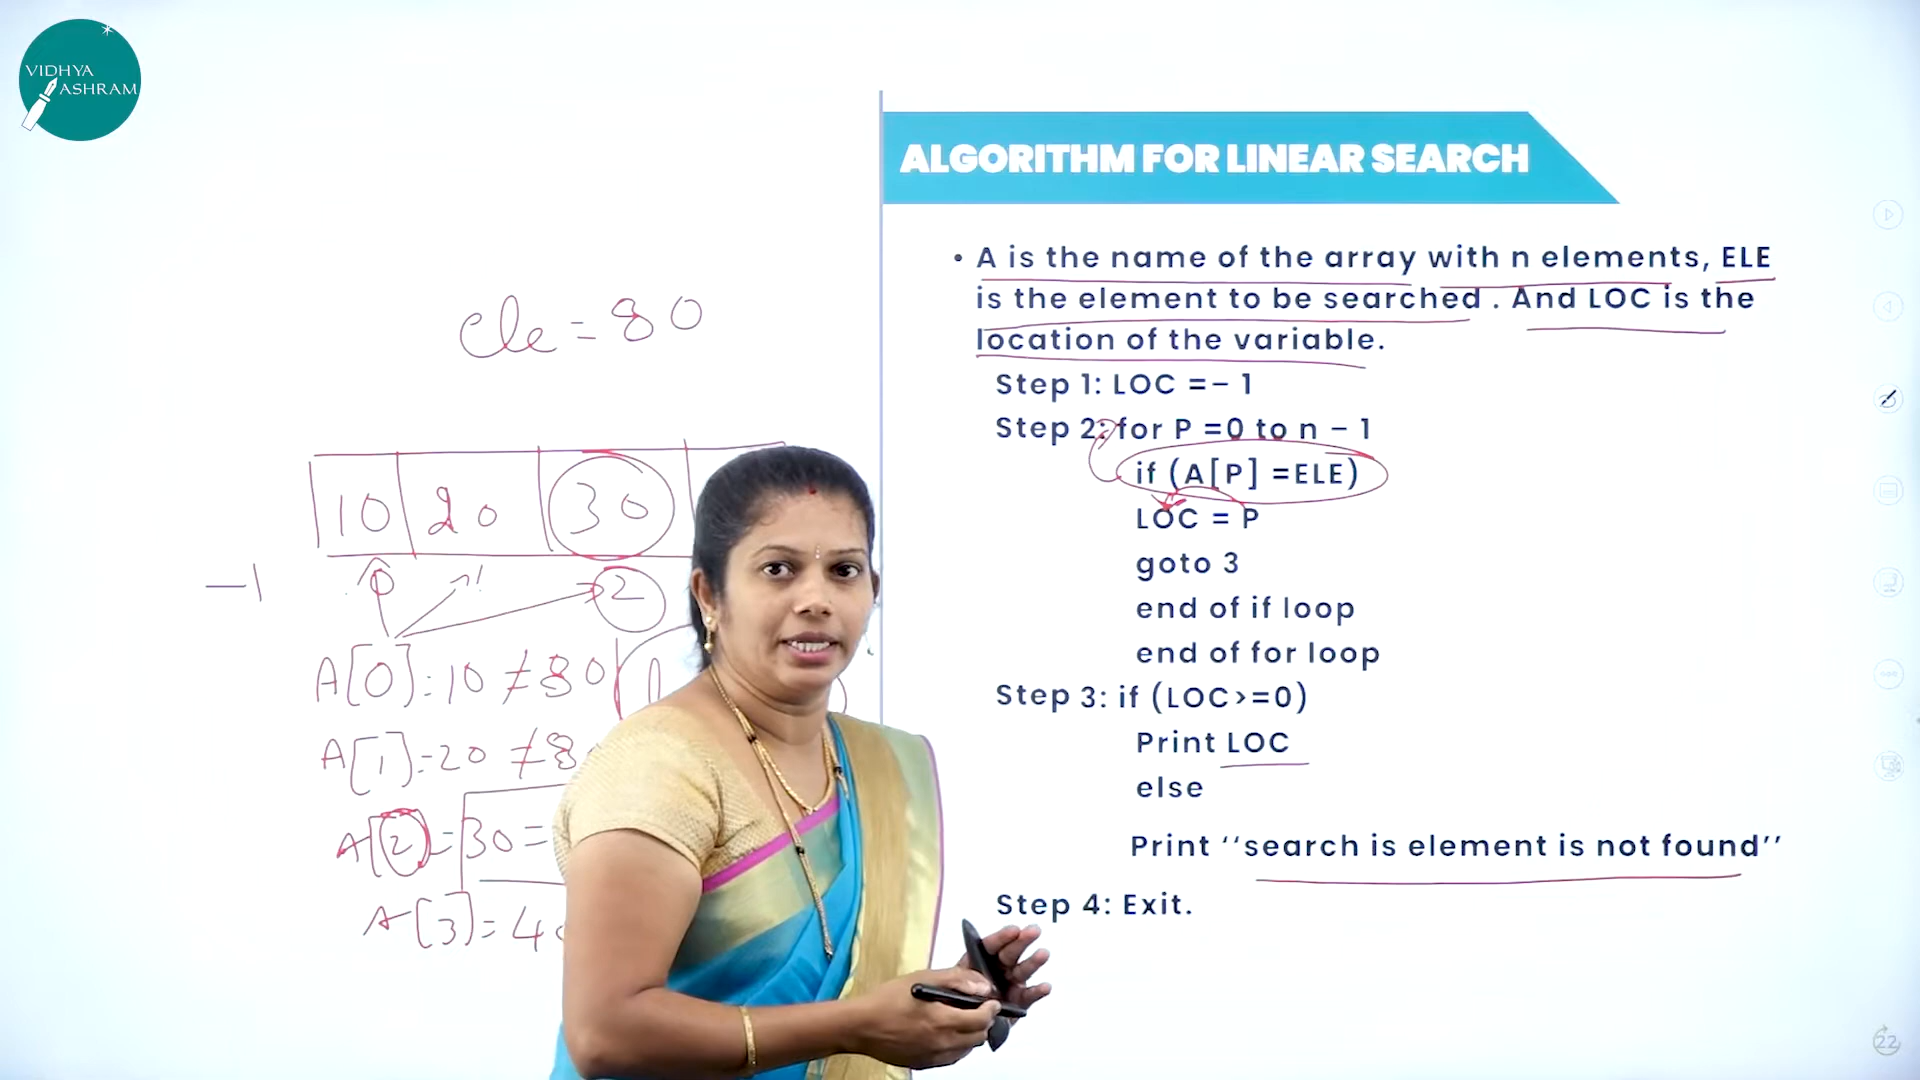 VIDHYA
ASHRAM
ALGORITHM FOR LINEAR SEARCH
• A is the name of the array with n elements, ELE
is the element to be searched . And LOC is the
location of the variable.
Step 1: LOC =– 1
Step 2: for P =0 to n – 1
if (A[P] =ELE)
LOC = P
goto 3
end of if loop
end of for loop
Step 3: if (LOC>=0)
Print LOC
else
Print ‘‘search is element is not found’’
Step 4: Exit.
ele = 80
10 20 30
-1 0 1 2
A[0]=10 ≠ 80
A[1]=20 ≠
A[2]=30=
A[3]=
22